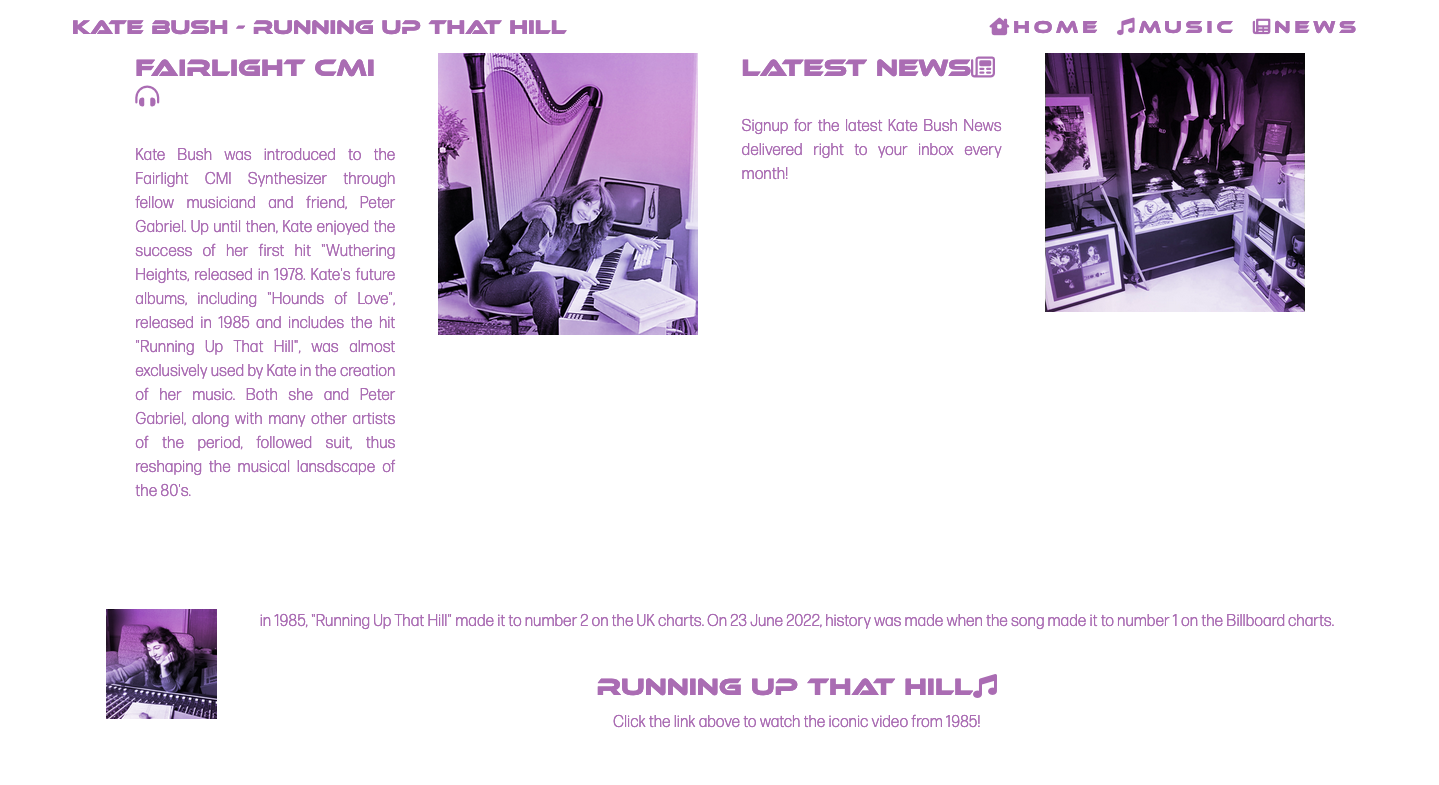 KATE BUSH - RUNNING UP THAT HILL
HOME MUSIC NEWS
FAIRLIGHT CMI
Kate Bush was introduced to the
Fairlight CMI Synthesizer through
fellow musiciand and friend, Peter
Gabriel. Up until then, Kate enjoyed the
success of her first hit "Wuthering
Heights, released in 1978. Kate's future
albums, including "Hounds of Love",
released in 1985 and includes the hit
"Running Up That Hill", was almost
exclusively used by Kate in the creation
of her music. Both she and Peter
Gabriel, along with many other artists
of the period, followed suit, thus
reshaping the musical lansdscape of
the 80's.
LATEST NEWS
Signup for the latest Kate Bush News
delivered right to your inbox every
month!
in 1985, "Running Up That Hill" made it to number 2 on the UK charts. On 23 June 2022, history was made when the song made it to number 1 on the Billboard charts.
RUNNING UP THAT HILL
Click the link above to watch the iconic video from 1985!